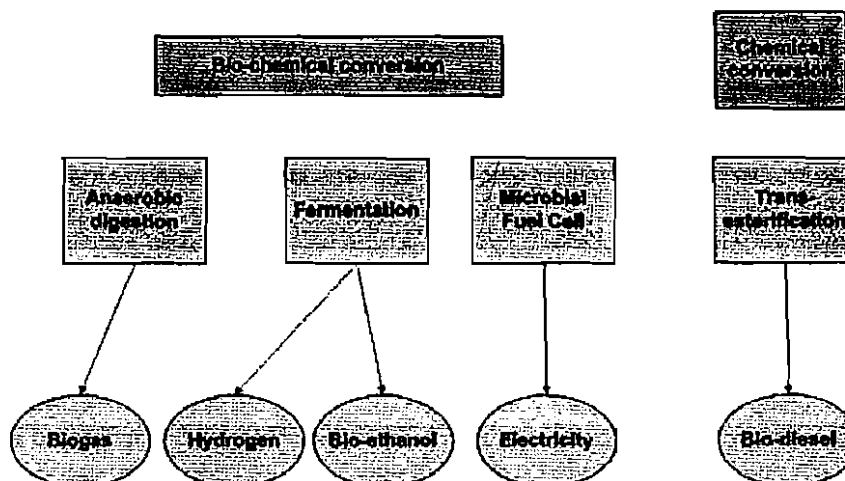 Bio-chemical conversion
Chemical
conversion
Anaerobic
digestion
Fermentation
Microbial
Fuel Cell
Trans-
esterification
Biogas
Hydrogen
Bio-ethanol
Electricity
Bio-diesel